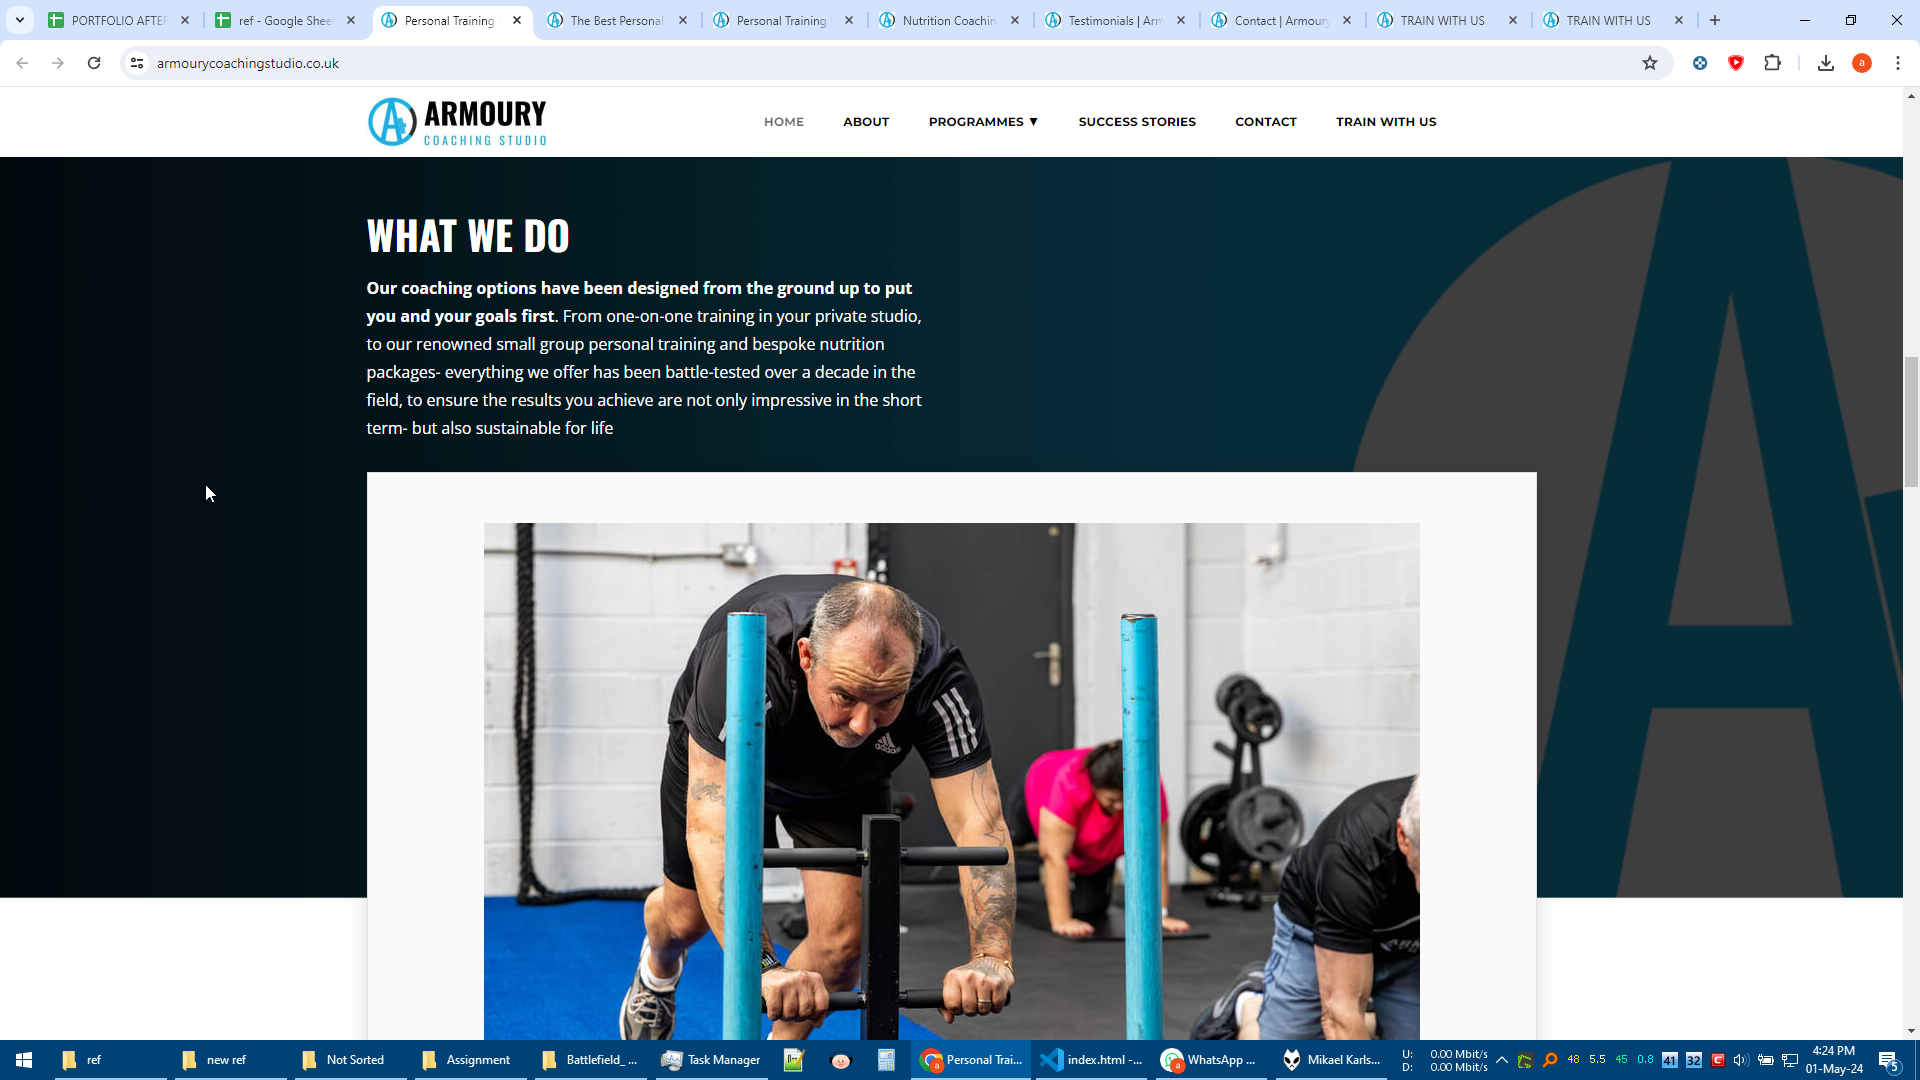 PORTFOLIO AFTER
ref - Google Shee
Personal Training
The Best Personal
Personal Training
Nutrition Coachin
Testimonials | Arm
Contact | Armoury
TRAIN WITH US
TRAIN WITH US
armourycoachingstudio.co.uk
a
ARMOURY
COACHING STUDIO
HOME
ABOUT
PROGRAMMES ▼
SUCCESS STORIES
CONTACT
TRAIN WITH US
WHAT WE DO
Our coaching options have been designed from the ground up to put
you and your goals first. From one-on-one training in your private studio,
to our renowned small group personal training and bespoke nutrition
packages- everything we offer has been battle-tested over a decade in the
field, to ensure the results you achieve are not only impressive in the short
term- but also sustainable for life
adidas
ref
new ref
Not Sorted
Assignment
Battlefield_ ...
Task Manager
Personal Trai...
index.html -...
WhatsApp ...
Mikael Karls...
U: 0.00 Mbit/s
D: 0.00 Mbit/s
48 5.5 45 0.8 41 32
4:24 PM
01-May-24
5